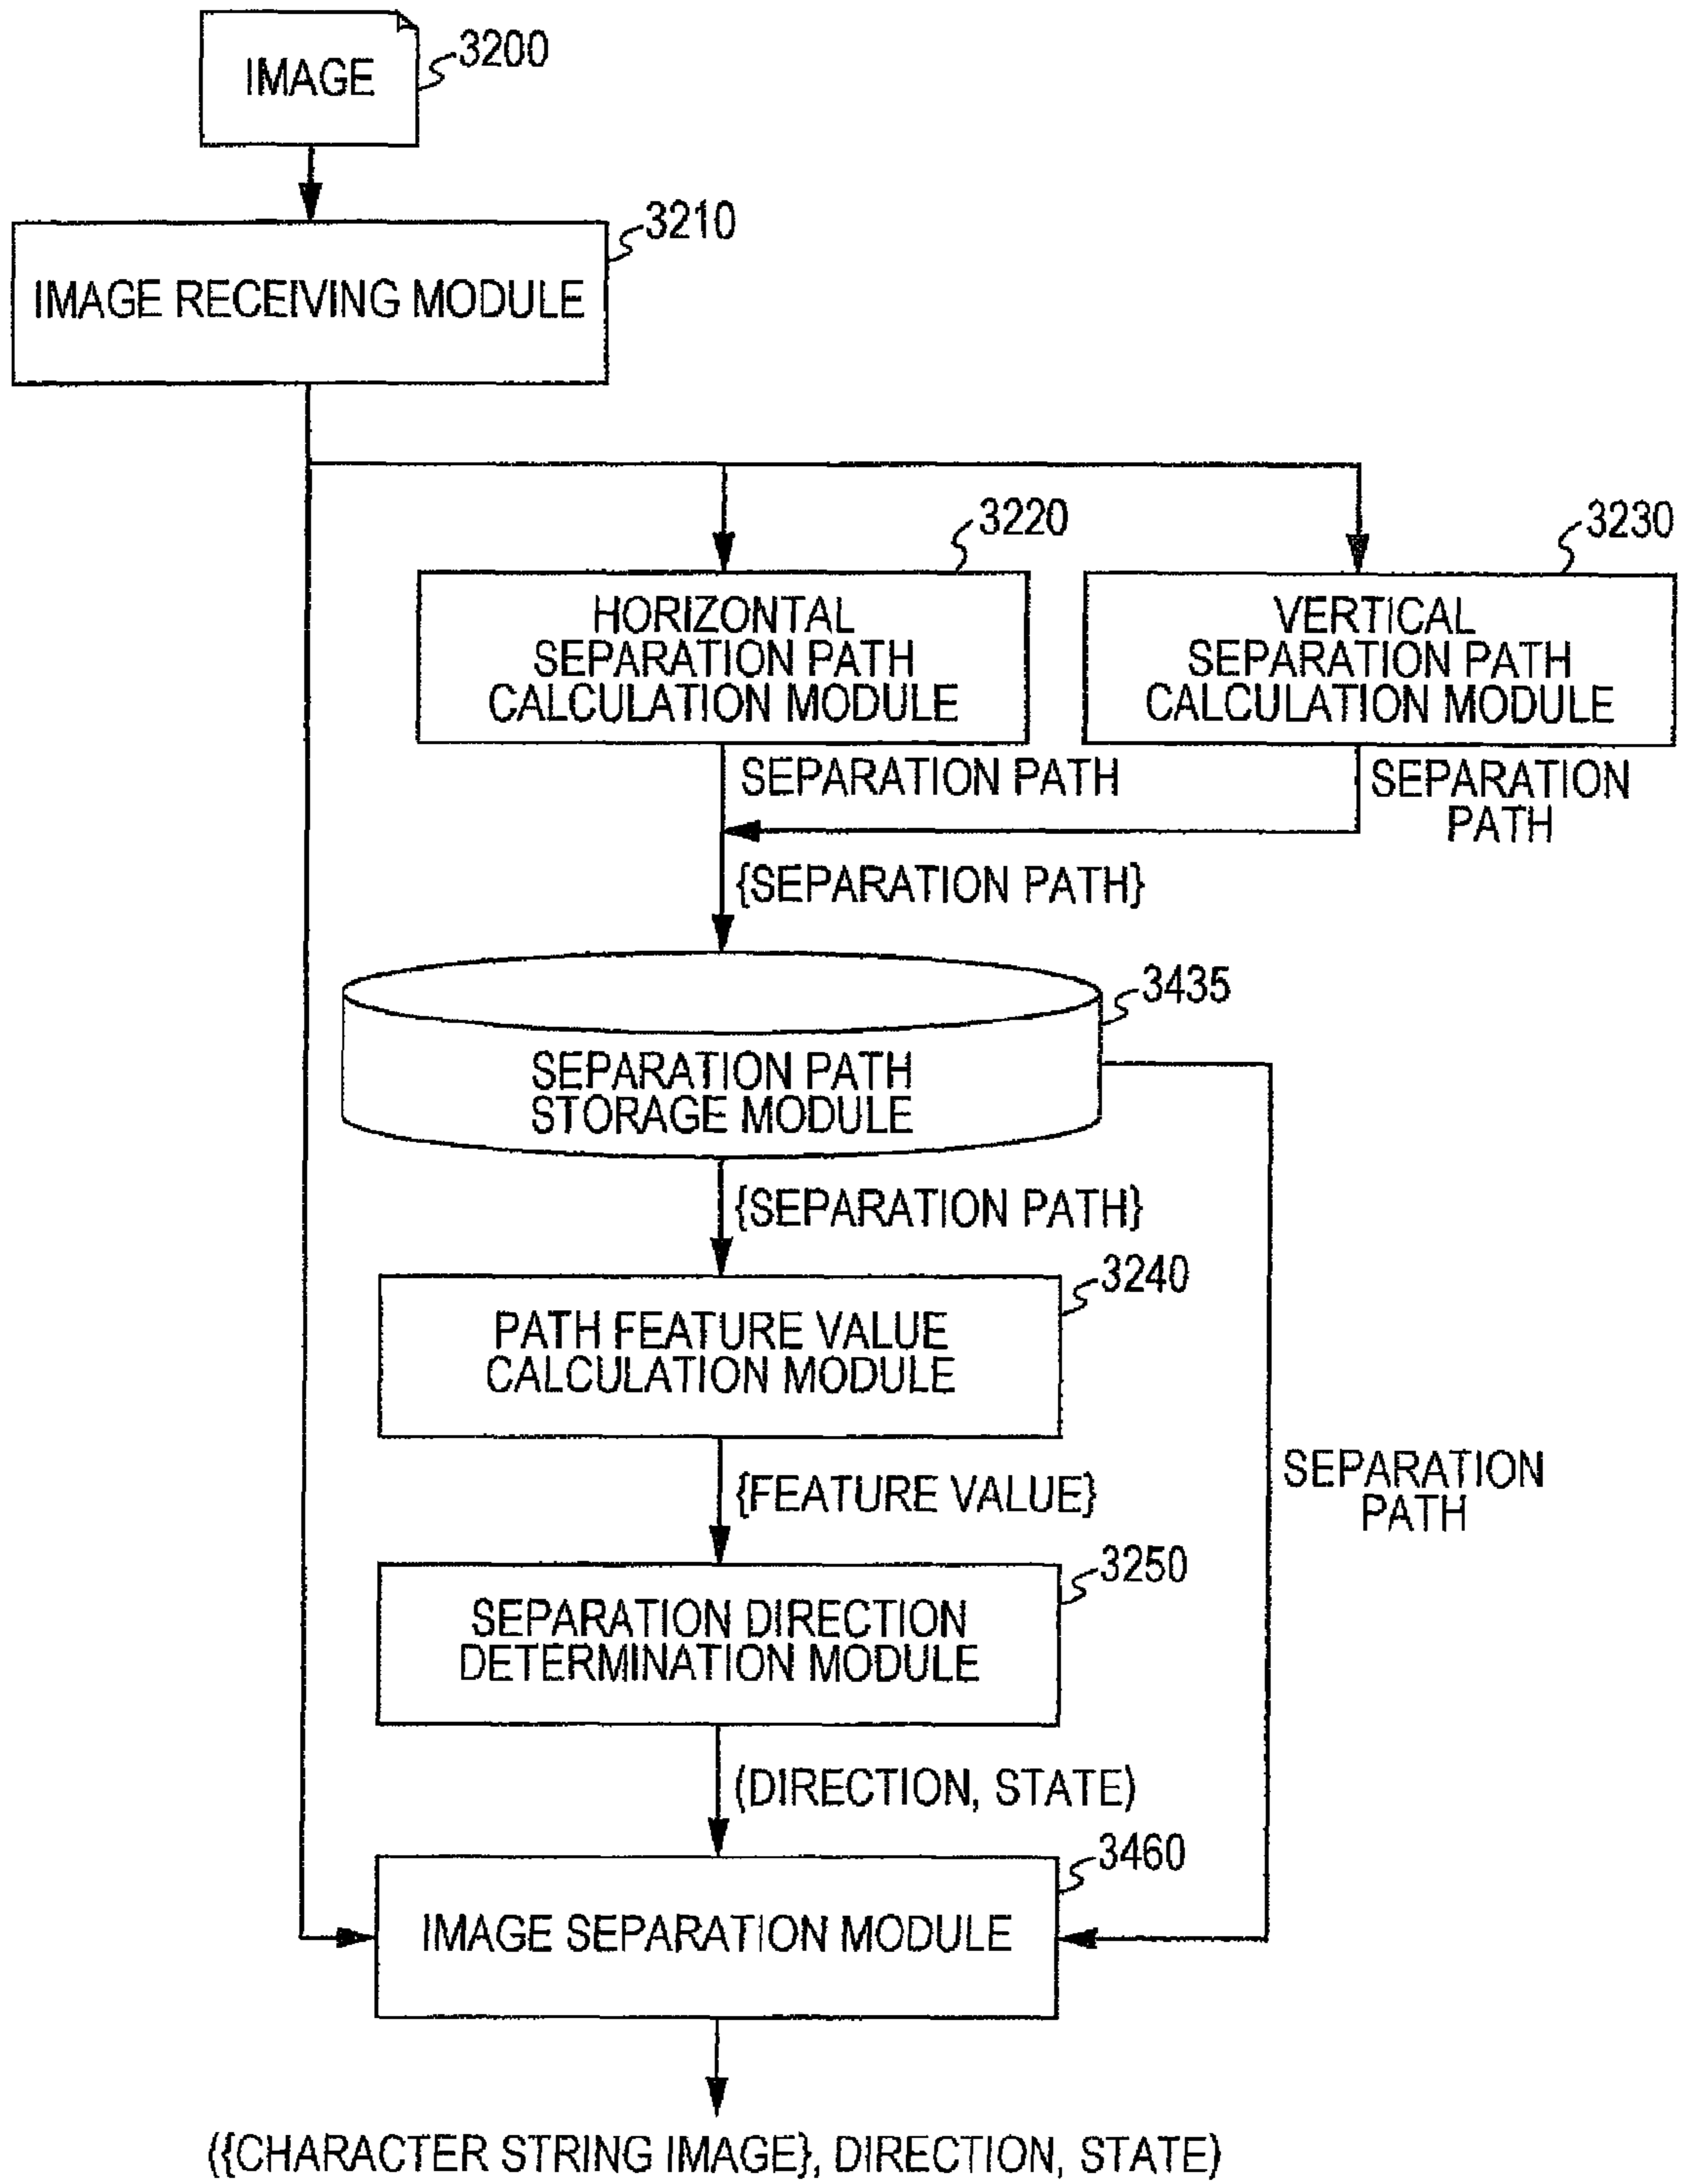 IMAGE
3200
3210
IMAGE RECEIVING MODULE
3220
3230
HORIZONTAL
SEPARATION PATH
CALCULATION MODULE
VERTICAL
SEPARATION PATH
CALCULATION MODULE
SEPARATION PATH
SEPARATION
PATH
{SEPARATION PATH}
3435
SEPARATION PATH
STORAGE MODULE
{SEPARATION PATH}
3240
PATH FEATURE VALUE
CALCULATION MODULE
{FEATURE VALUE}
SEPARATION
PATH
3250
SEPARATION DIRECTION
DETERMINATION MODULE
(DIRECTION, STATE)
3460
IMAGE SEPARATION MODULE
({CHARACTER STRING IMAGE}, DIRECTION, STATE)